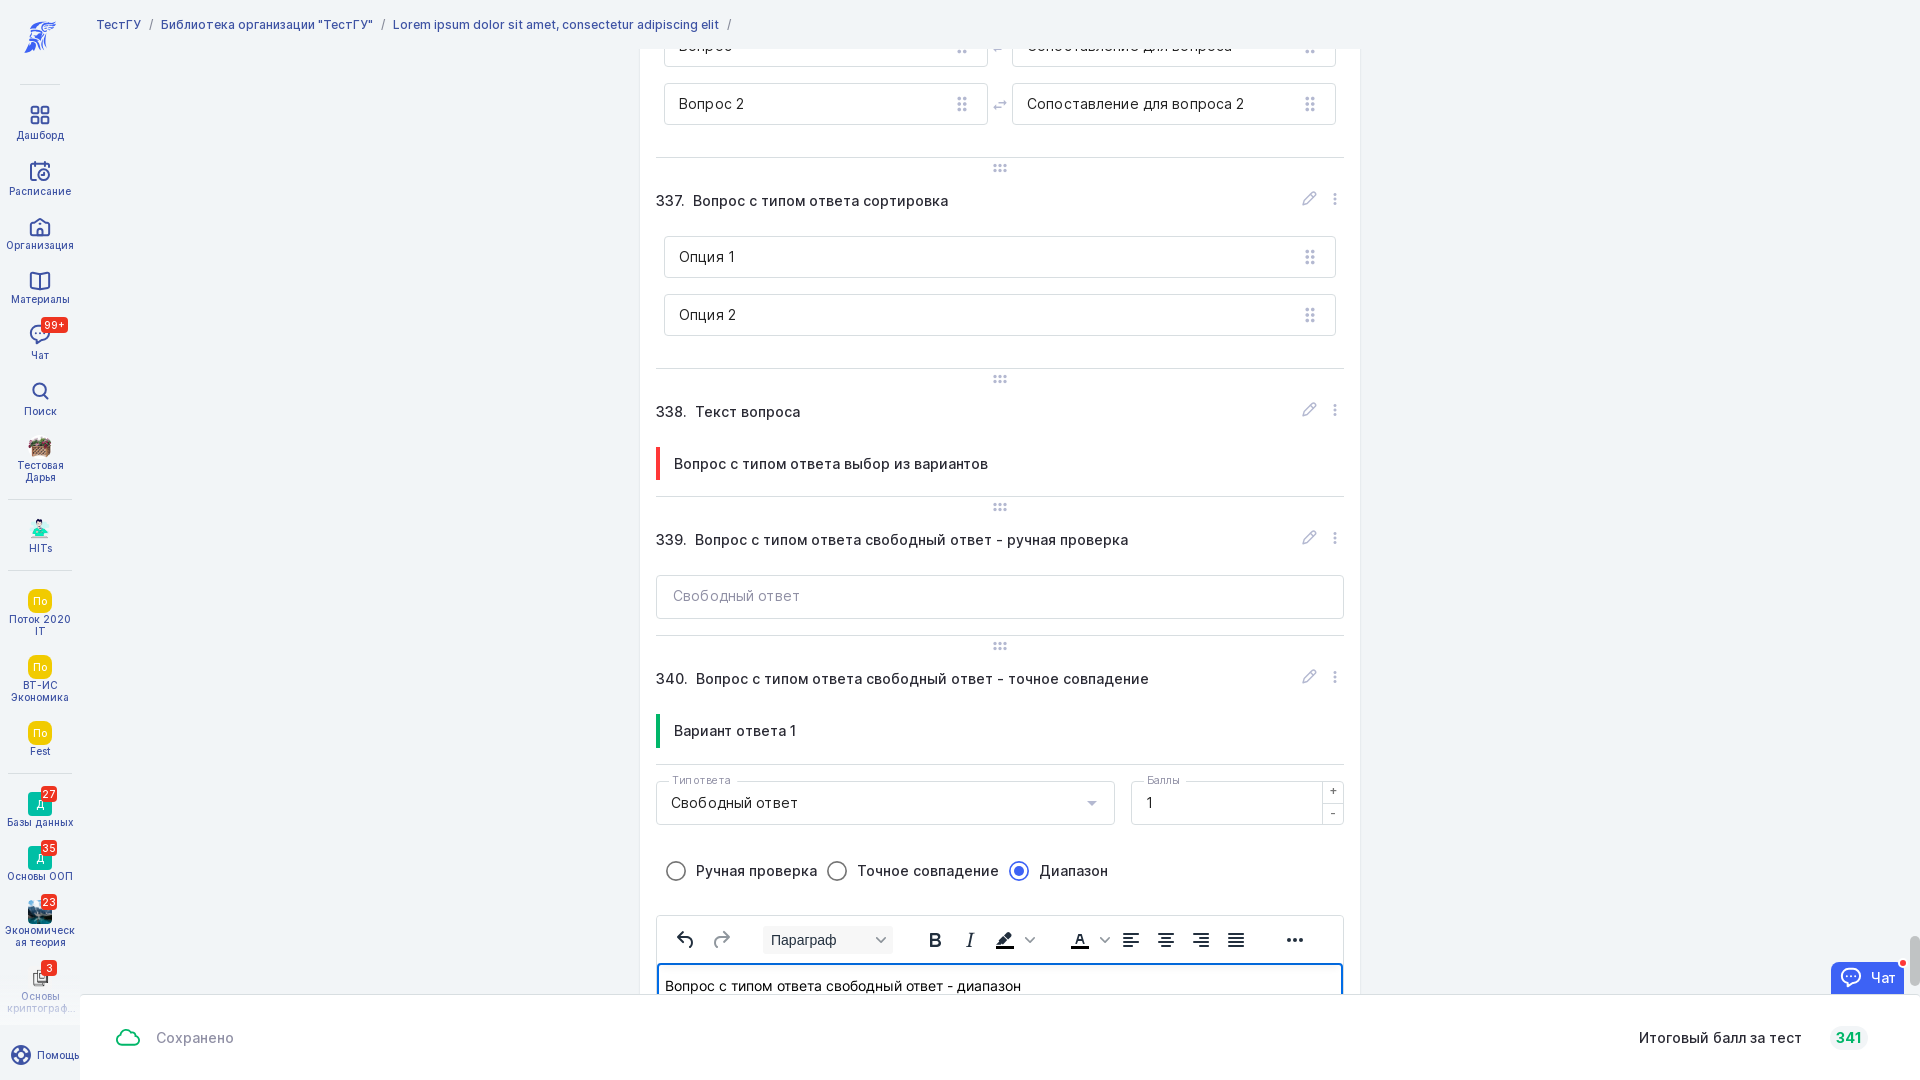 ТестГУ / Библиотека организации "ТестГУ" / Lorem ipsum dolor sit amet, consectetur adipiscing elit /
Дашборд
Расписание
Организация
Материалы
99+
Чат
Поиск
Тестовая
Дарья
HITs
По
Поток 2020
IT
По
ВТ-ИС
Экономика
По
Fest
27
Д
Базы данных
35
Д
Основы ООП
23
Экономическ
ая теория
3
Основы
криптограф...
Помощь
Вопрос
Сопоставление для вопроса
Вопрос 2
Сопоставление для вопроса 2
337. Вопрос с типом ответа сортировка
Опция 1
Опция 2
338. Текст вопроса
Вопрос с типом ответа выбор из вариантов
339. Вопрос с типом ответа свободный ответ - ручная проверка
Свободный ответ
340. Вопрос с типом ответа свободный ответ - точное совпадение
Вариант ответа 1
Тип ответа
Свободный ответ
Баллы
1
+
-
Ручная проверка
Точное совпадение
Диапазон
Параграф
B I A
Вопрос с типом ответа свободный ответ - диапазон
Чат
Сохранено
Итоговый балл за тест 341